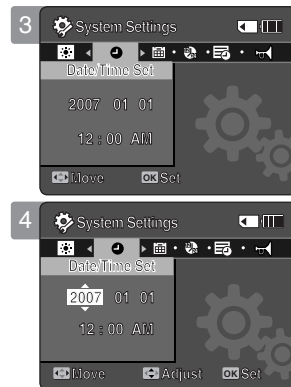 3
System Settings
Date/Time Set
2007 01 01
12 : 00 AM
Move OK Set
4
System Settings
Date/Time Set
2007 01 01
12 : 00 AM
Move Adjust OK Set